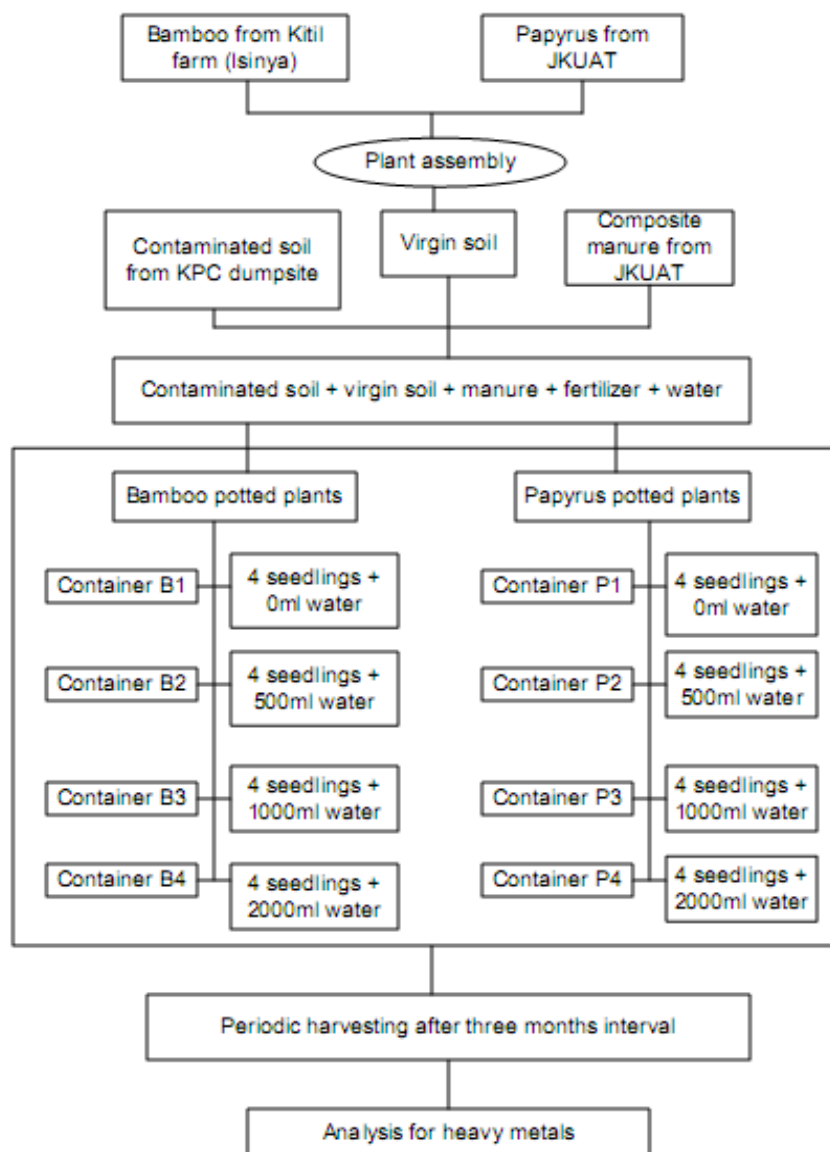 Bamboo from Kitil
farm (Isinya)
Papyrus from
JKUAT
Plant assembly
Contaminated soil
from KPC dumpsite
Virgin soil
Composite
manure from
JKUAT
Contaminated soil + virgin soil + manure + fertilizer + water
Bamboo potted plants
Papyrus potted plants
Container B1
4 seedlings +
0ml water
Container P1
4 seedlings +
0ml water
Container B2
4 seedlings +
500ml water
Container P2
4 seedlings +
500ml water
Container B3
4 seedlings +
1000ml water
Container P3
4 seedlings +
1000ml water
Container B4
4 seedlings +
2000ml water
Container P4
4 seedlings +
2000ml water
Periodic harvesting after three months interval
Analysis for heavy metals